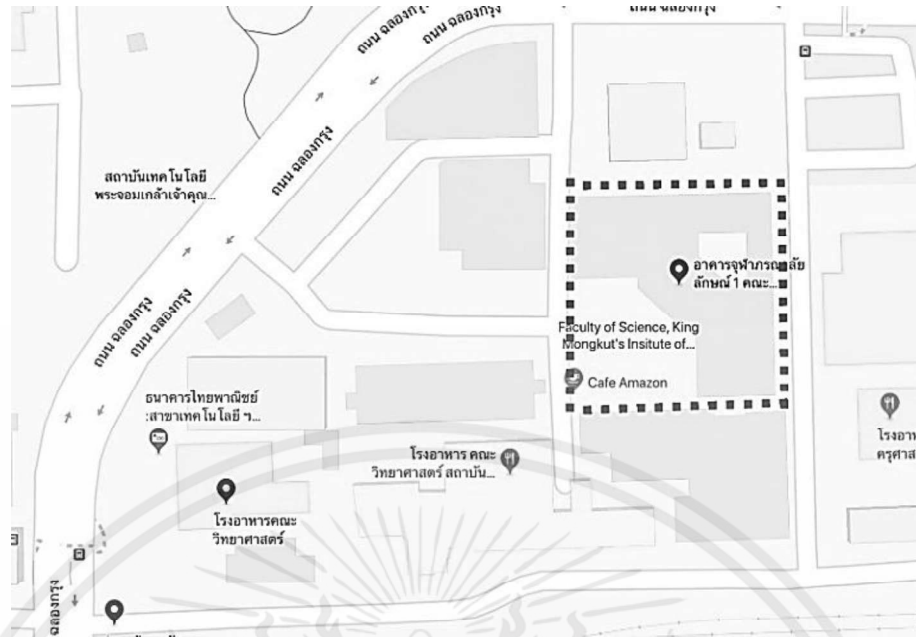 ถนน ฉลองกรุง
ถนน ฉลองกรุง
ถนน ฉลองกรุง
ถนน ฉลองกรุง
สถาบันเทคโนโลยี
พระจอมเกล้าเจ้าคุณ...
อาคารจุฬาภรณวลัย
ลักษณ์ 1 คณะ...
ถนน ฉลองกรุง
ถนน ฉลองกรุง
Faculty of Science, King
Mongkut's Insitute of...
Cafe Amazon
ธนาคารไทยพาณิชย์
:สาขาเทคโนโลยี ฯ...
โรงอาหาร คณะ
วิทยาศาสตร์ สถาบัน...
โรงอาหารคณะ
วิทยาศาสตร์
ฉลองกรุง